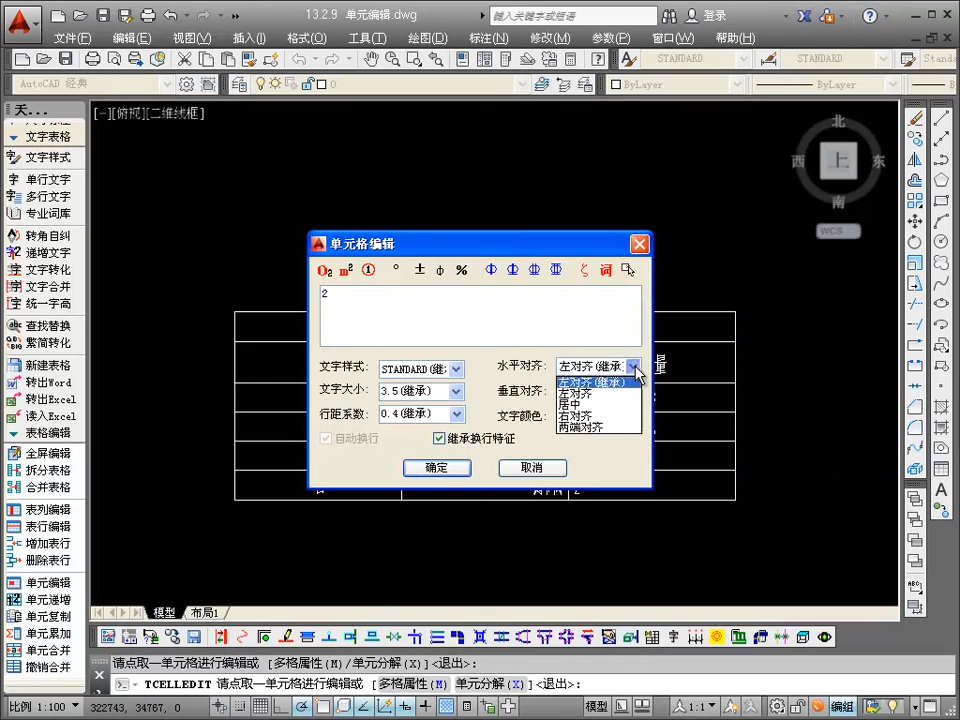 13.2.9 单元编辑.dwg
键入关键字或短语
登录
文件(F) 编辑(E) 视图(V) 插入(I) 格式(O) 工具(T) 绘图(D) 标注(N) 修改(M) 参数(P) 窗口(W) 帮助(H)
STANDARD STANDARD Standa
AutoCAD 经典 0 ByLayer ByLayer ByLayer
天...
[-][俯视][二维线框]
北
西 上 东
南
WCS
文字表格
文字样式
单行文字
多行文字
专业词库
转角自纠
递增文字
文字转化
文字合并
统一字高
查找替换
繁简转化
新建表格
转出Word
转出Excel
读入Excel
表格编辑
全屏编辑
拆分表格
合并表格
表列编辑
表行编辑
增加表行
删除表行
单元编辑
单元递增
单元复制
单元累加
单元合并
撤销合并
单元格编辑
O2 m² ① ° ± ф %
词
2
文字样式: STANDARD(继
文字大小: 3.5(继承)
行距系数: 0.4(继承)
自动换行
继承换行特征
水平对齐: 左对齐(继承
左对齐(继承)
左对齐
居中
右对齐
两端对齐
垂直对齐:
文字颜色:
确定 取消
量
2
模型 布局1
请点取一单元格进行编辑或 [多格属性(M)/单元分解(X)]<退出>:
TCELLEDIT 请点取一单元格进行编辑或 [多格属性(M) 单元分解(X)]<退出>:
比例 1:100 322743, 34767, 0 模型 1:1 编组